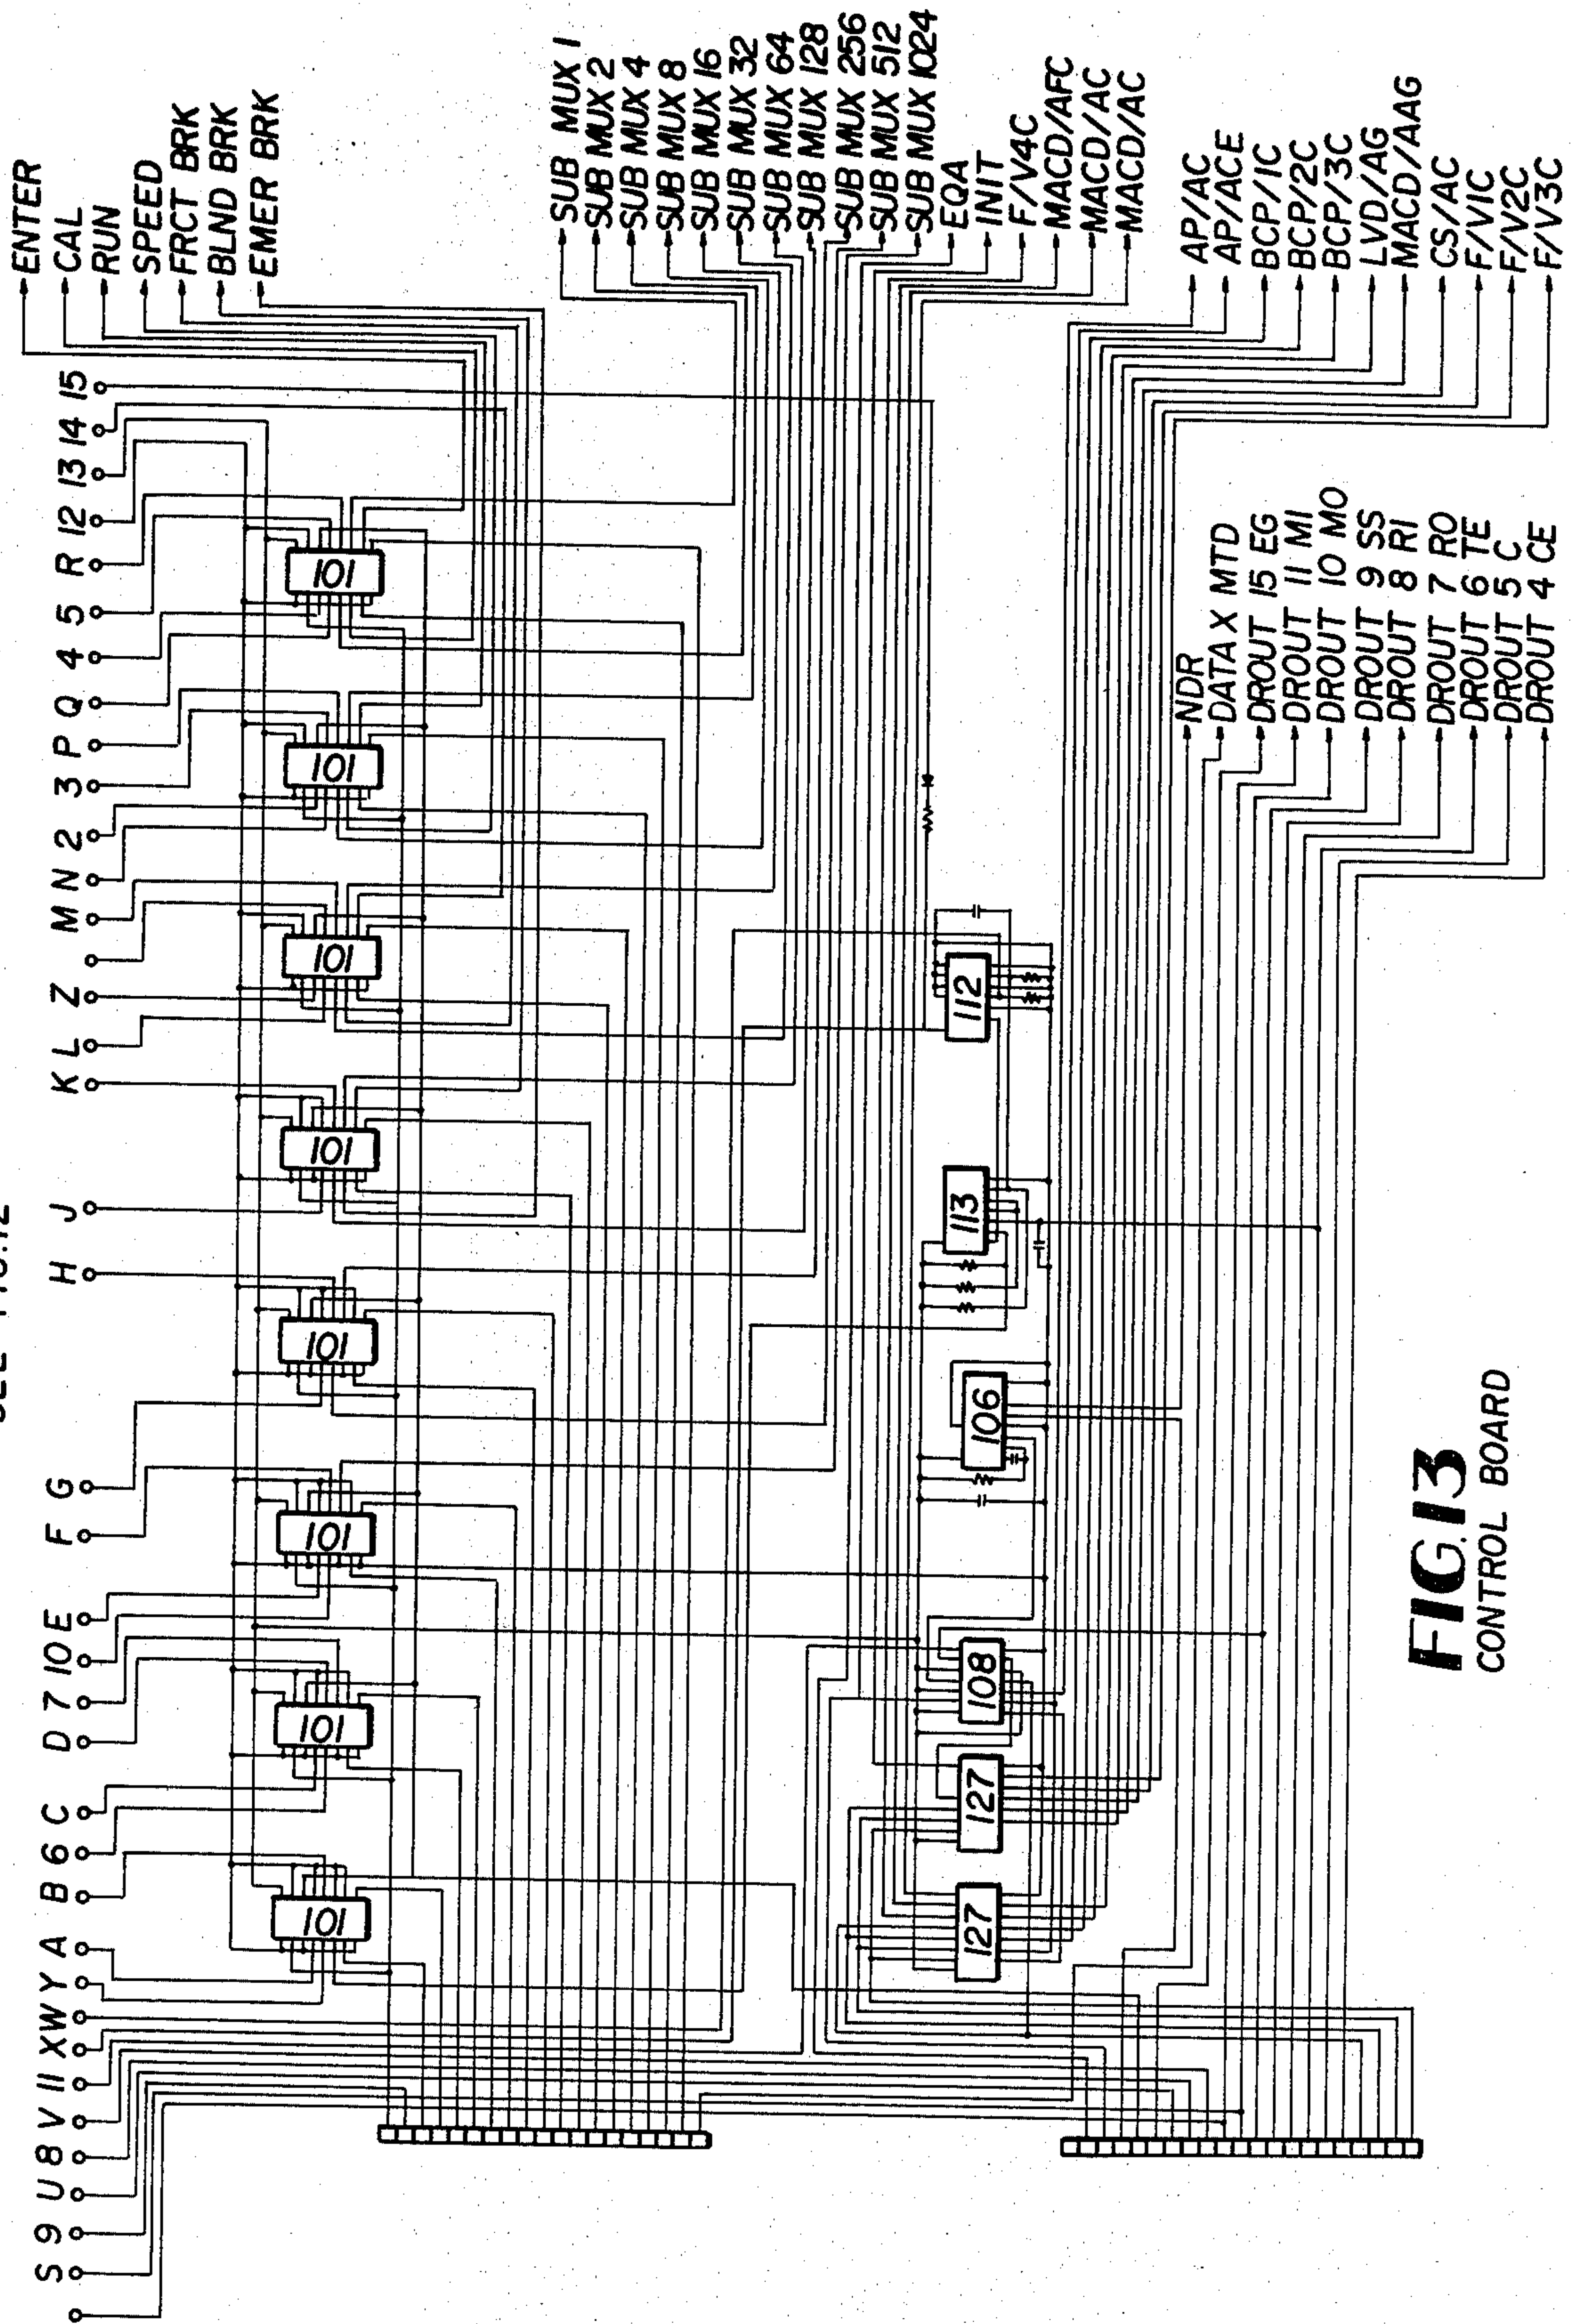 SEE FIG.12
S 9 U 8 V 11 X W Y A B 6 C D 7 10 E F G H J K L Z M N 2 3 P Q 4 5 R 12 13 14 15
ENTER
CAL
RUN
SPEED
FRCT BRK
BLND BRK
EMER BRK
101 101 101 101 101 101 101 101
SUB MUX 1
SUB MUX 2
SUB MUX 4
SUB MUX 8
SUB MUX 16
SUB MUX 32
SUB MUX 64
SUB MUX 128
SUB MUX 256
SUB MUX 512
SUB MUX 1024
EQA
INIT
F/V4C
MACD/AFC
MACD/AC
MACD/AC
127 127 108 106 113 112
AP/AC
AP/ACE
BCP/1C
BCP/2C
BCP/3C
LVD/AG
MACD/AAG
CS/AC
F/V1C
F/V2C
F/V3C
NDR
DATA X MTD
DROUT 15 EG
DROUT 11 MI
DROUT 10 MO
DROUT 9 SS
DROUT 8 RI
DROUT 7 RO
DROUT 6 TE
DROUT 5 C
DROUT 4 CE
FIG.13
CONTROL BOARD